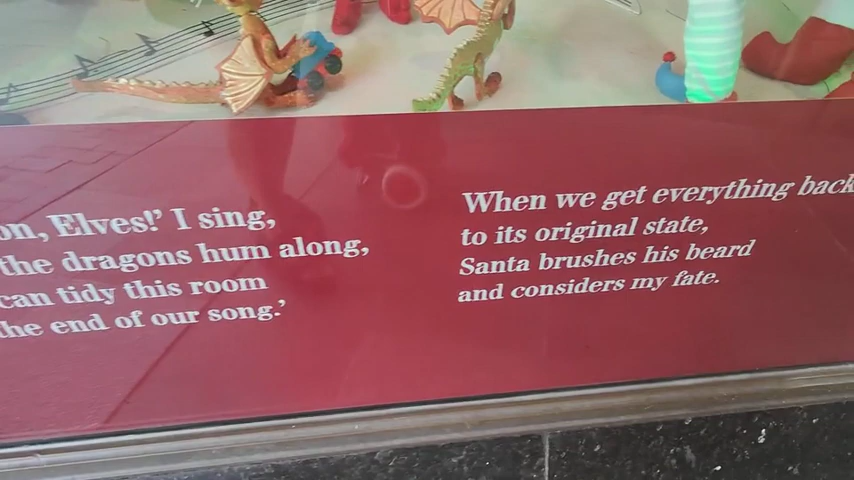 on, Elves!' I sing,
the dragons hum along,
can tidy this room
the end of our song.'
When we get everything back
to its original state,
Santa brushes his beard
and considers my fate.